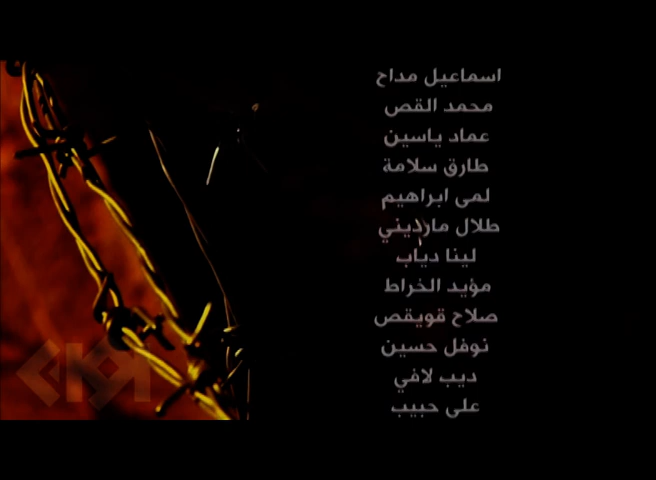 اسماعيل مداح
محمد القص
عماد ياسين
طارق سلامة
لمى ابراهيم
طلال مارديني
لينا دياب
مؤيد الخراط
صلاح قويقص
نوفل حسين
ديب لافي
علي حبيب